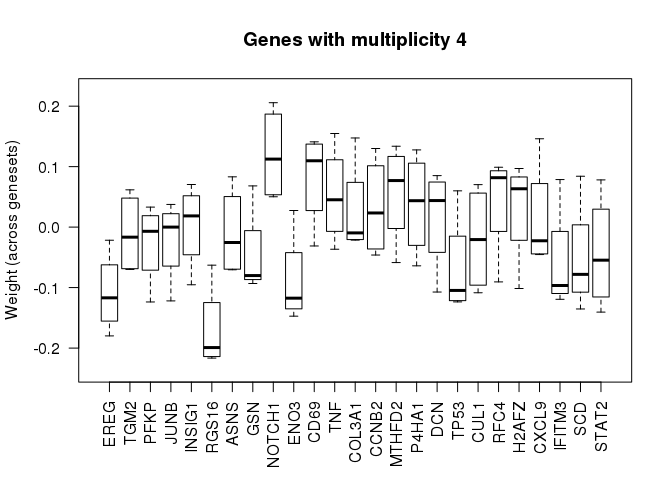 Genes with multiplicity 4
Weight (across genesets)
0.2
0.1
0.0
-0.1
-0.2
EREG
TGM2
PFKP
JUNB
INSIG1
RGS16
ASNS
GSN
NOTCH1
ENO3
CD69
TNF
COL3A1
CCNB2
MTHFD2
P4HA1
DCN
TP53
CUL1
RFC4
H2AFZ
CXCL9
IFITM3
SCD
STAT2